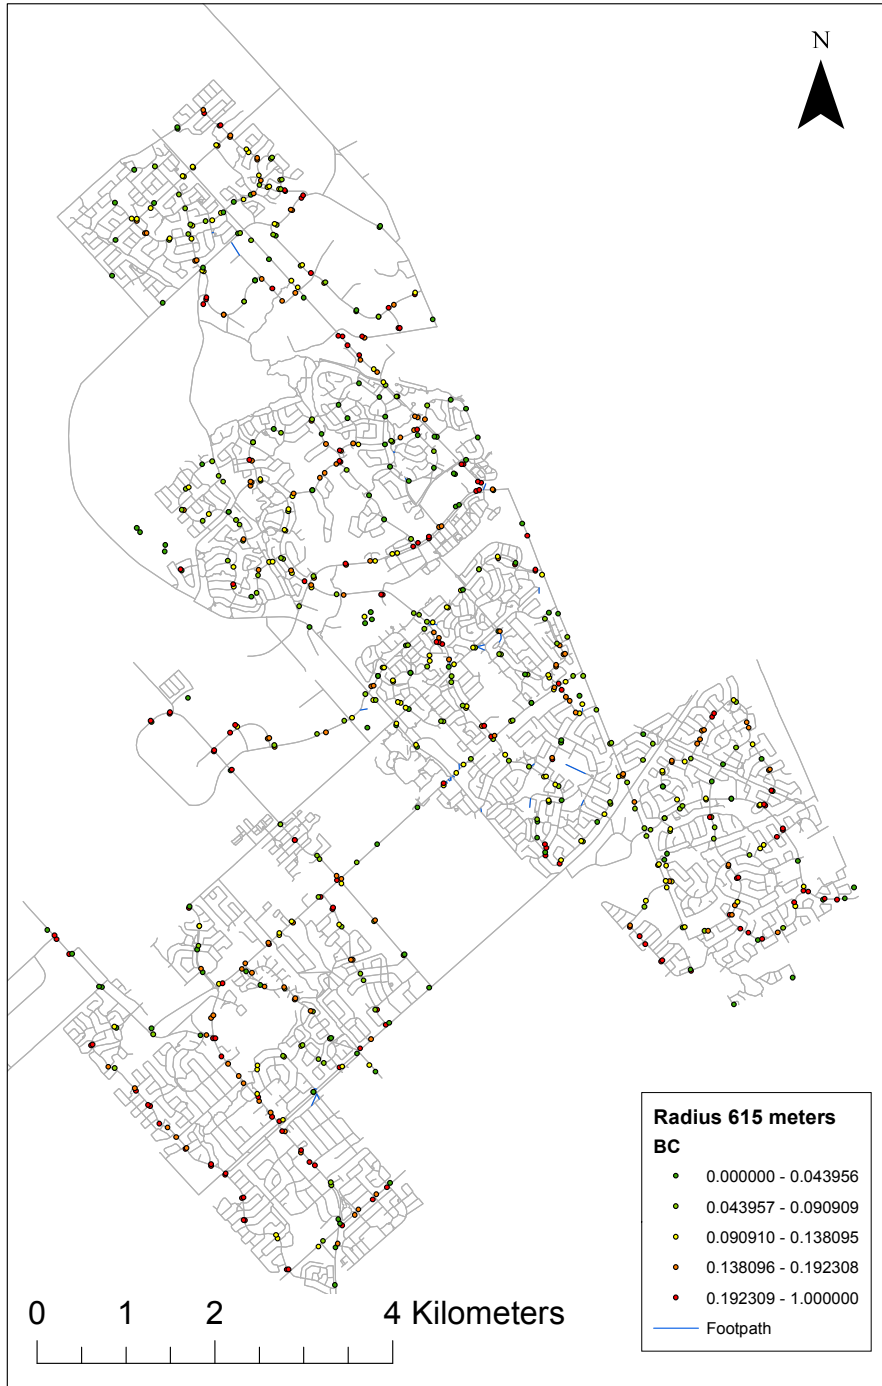 N
Radius 615 meters
BC
0.000000 - 0.043956
0.043957 - 0.090909
0.090910 - 0.138095
0.138096 - 0.192308
0.192309 - 1.000000
Footpath
0 1 2 4 Kilometers